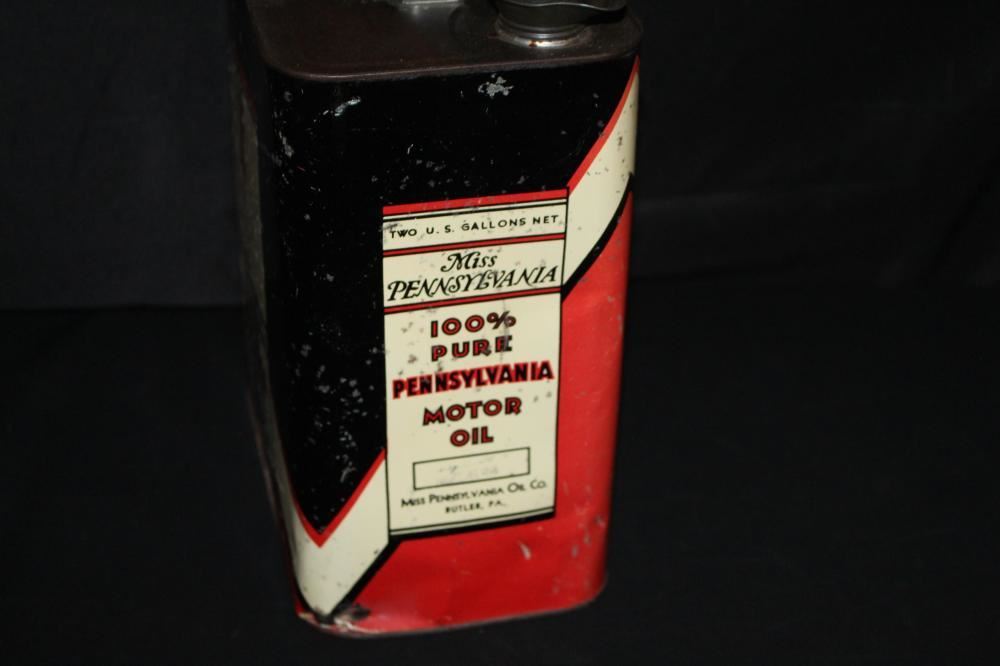 TWO U.S. GALLONS NET
Miss
PENNSYLVANIA
100%
PURE
PENNSYLVANIA
MOTOR
OIL
MISS PENNSYLVANIA OIL CO.
BUTLER, PA.